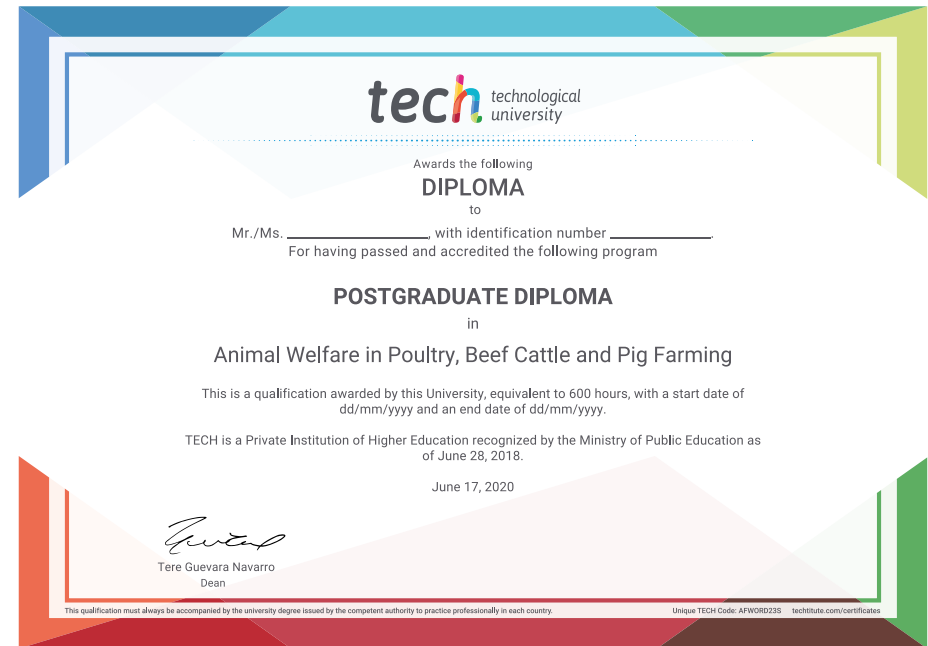 tech technological
university
Awards the following
DIPLOMA
to
Mr./Ms. ____________________, with identification number ______________.
For having passed and accredited the following program
POSTGRADUATE DIPLOMA
in
Animal Welfare in Poultry, Beef Cattle and Pig Farming
This is a qualification awarded by this University, equivalent to 600 hours, with a start date of
dd/mm/yyyy and an end date of dd/mm/yyyy.
TECH is a Private Institution of Higher Education recognized by the Ministry of Public Education as
of June 28, 2018.
June 17, 2020
Tere Guevara Navarro
Dean
This qualification must always be accompanied by the university degree issued by the competent authority to practice professionally in each country.
Unique TECH Code: AFWORD23S techtitute.com/certificates